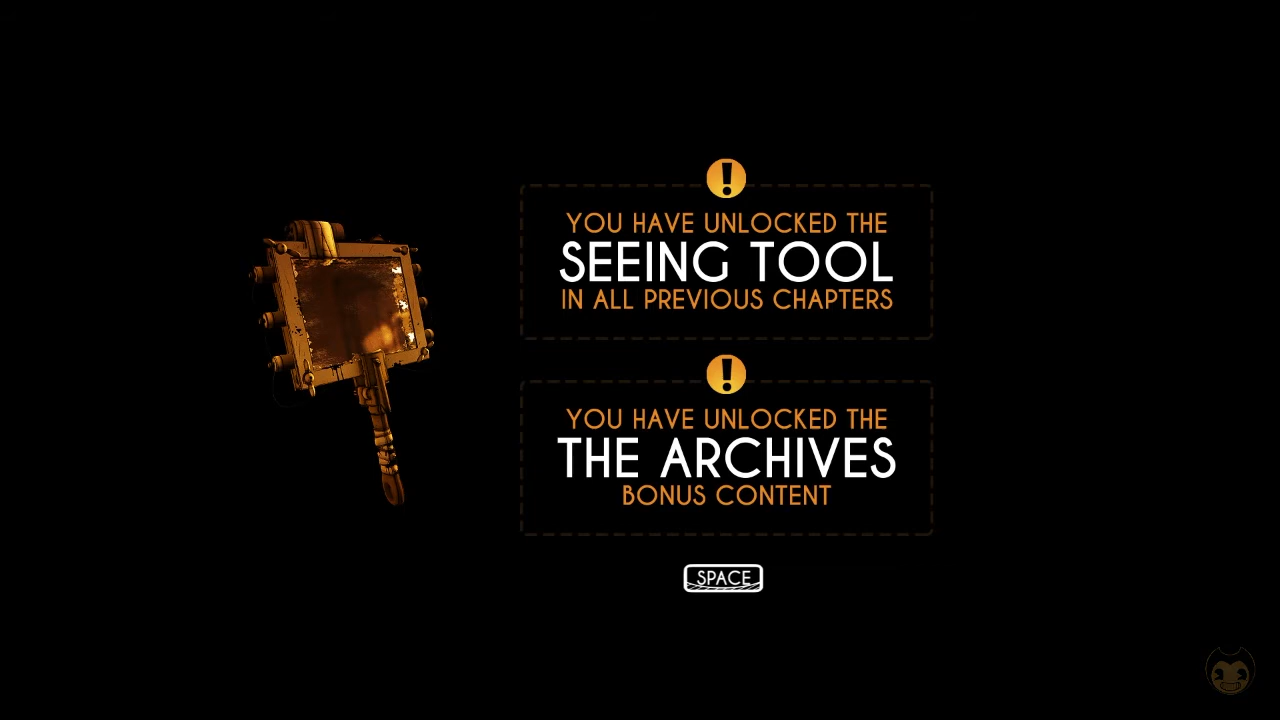 YOU HAVE UNLOCKED THE
SEEING TOOL
IN ALL PREVIOUS CHAPTERS
YOU HAVE UNLOCKED THE
THE ARCHIVES
BONUS CONTENT
SPACE